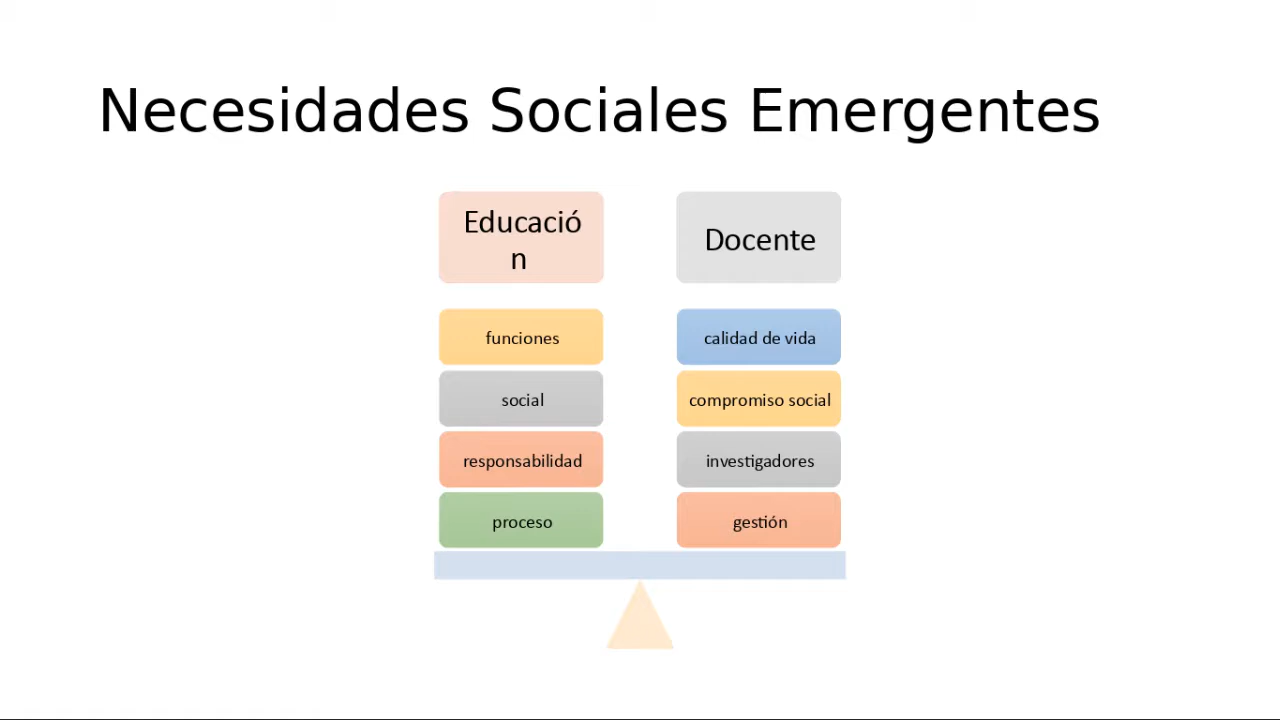 Necesidades Sociales Emergentes
Educació
n
Docente
funciones
calidad de vida
social
compromiso social
responsabilidad
investigadores
proceso
gestión